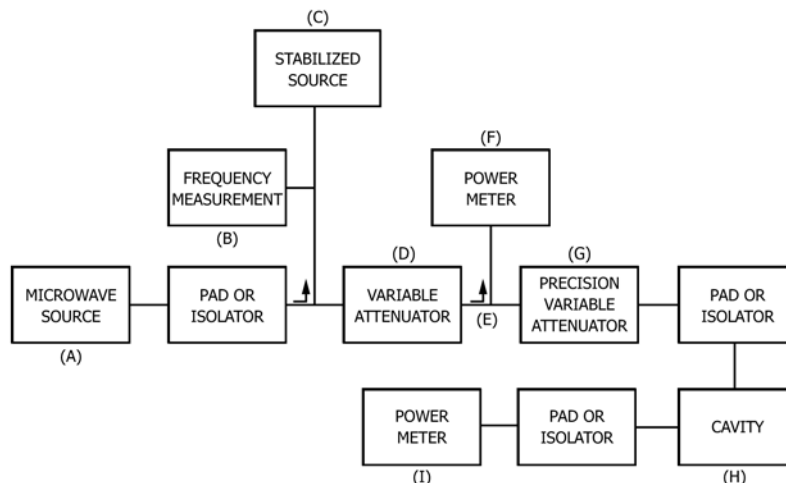 (C)
STABILIZED
SOURCE
(F)
FREQUENCY
MEASUREMENT
(B)
POWER
METER
(D)
(G)
MICROWAVE
SOURCE
(A)
PAD OR
ISOLATOR
VARIABLE
ATTENUATOR
(E)
PRECISION
VARIABLE
ATTENUATOR
PAD OR
ISOLATOR
POWER
METER
(I)
PAD OR
ISOLATOR
CAVITY
(H)